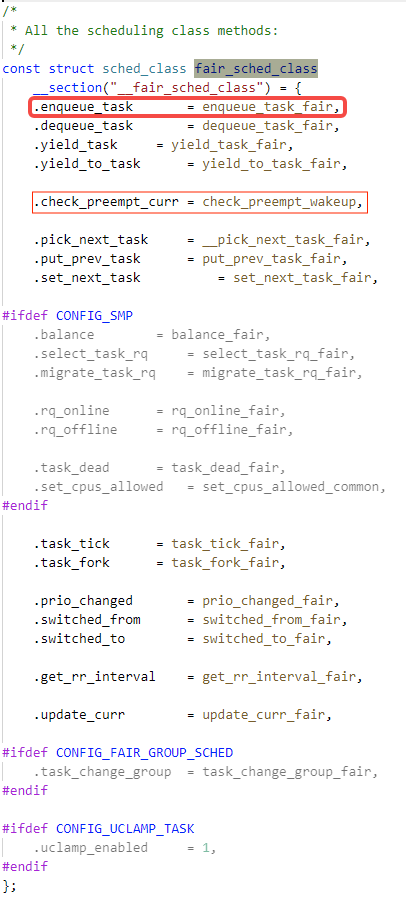 /*
 * All the scheduling class methods:
 */
const struct sched_class fair_sched_class
    __section("__fair_sched_class") = {
    .enqueue_task       = enqueue_task_fair,
    .dequeue_task       = dequeue_task_fair,
    .yield_task     = yield_task_fair,
    .yield_to_task      = yield_to_task_fair,

    .check_preempt_curr = check_preempt_wakeup,

    .pick_next_task     = __pick_next_task_fair,
    .put_prev_task      = put_prev_task_fair,
    .set_next_task          = set_next_task_fair,

#ifdef CONFIG_SMP
    .balance        = balance_fair,
    .select_task_rq     = select_task_rq_fair,
    .migrate_task_rq    = migrate_task_rq_fair,

    .rq_online      = rq_online_fair,
    .rq_offline     = rq_offline_fair,

    .task_dead      = task_dead_fair,
    .set_cpus_allowed   = set_cpus_allowed_common,
#endif

    .task_tick      = task_tick_fair,
    .task_fork      = task_fork_fair,

    .prio_changed       = prio_changed_fair,
    .switched_from      = switched_from_fair,
    .switched_to        = switched_to_fair,

    .get_rr_interval    = get_rr_interval_fair,

    .update_curr        = update_curr_fair,

#ifdef CONFIG_FAIR_GROUP_SCHED
    .task_change_group  = task_change_group_fair,
#endif

#ifdef CONFIG_UCLAMP_TASK
    .uclamp_enabled     = 1,
#endif
};